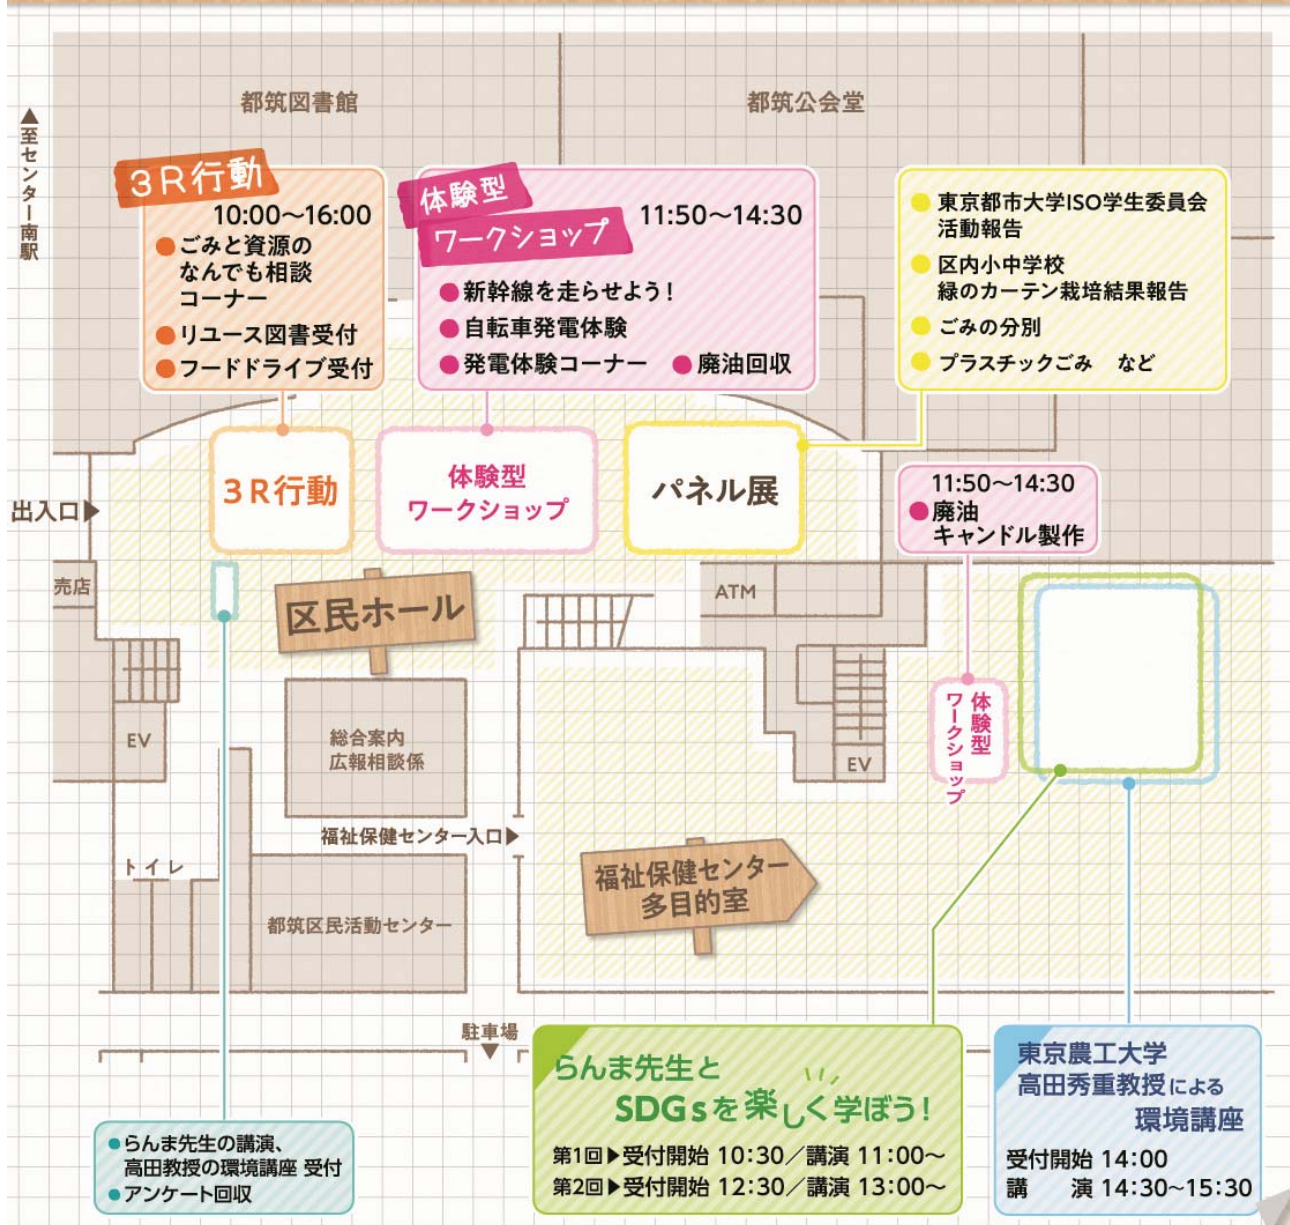 都筑図書館
都筑公会堂
▲至センター南駅
3R行動
10:00～16:00
●ごみと資源の
なんでも相談
コーナー
●リユース図書受付
●フードドライブ受付
体験型
ワークショップ
11:50～14:30
●新幹線を走らせよう！
●自転車発電体験
●発電体験コーナー ●廃油回収
●東京都市大学ISO学生委員会
活動報告
●区内小中学校
緑のカーテン栽培結果報告
●ごみの分別
●プラスチックごみ など
出入口▶
3R行動
体験型
ワークショップ
パネル展
11:50～14:30
●廃油
キャンドル製作
売店
区民ホール
ATM
EV
総合案内
広報相談係
EV
体験型
ワークショップ
福祉保健センター入口▶
トイレ
福祉保健センター
多目的室
都筑区民活動センター
駐車場
▼
●らんま先生の講演、
高田教授の環境講座 受付
●アンケート回収
らんま先生と
SDGsを楽しく学ぼう！
第1回▶受付開始 10:30／講演 11:00～
第2回▶受付開始 12:30／講演 13:00～
東京農工大学
高田秀重教授による
環境講座
受付開始 14:00
講 演 14:30～15:30